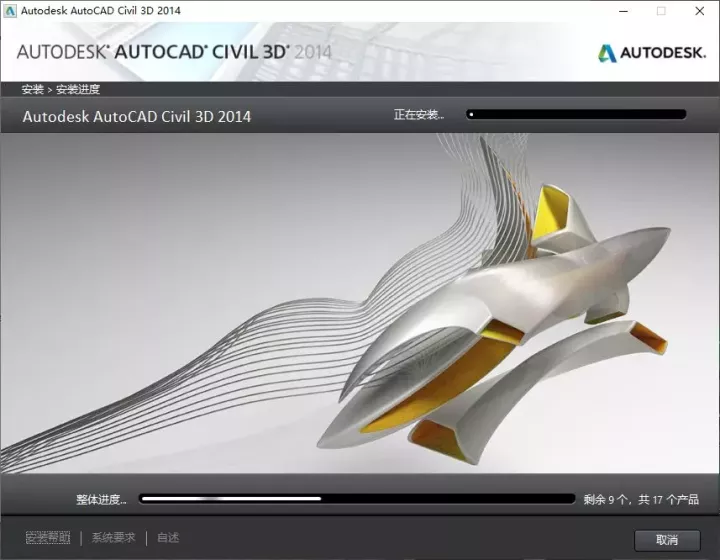 Autodesk AutoCAD Civil 3D 2014
AUTODESK® AUTOCAD® CIVIL 3D® 2014
AUTODESK.
安装 > 安装进度
Autodesk AutoCAD Civil 3D 2014
正在安装...
整体进度...
剩余 9 个，共 17 个产品
安装帮助 | 系统要求 | 自述
取消